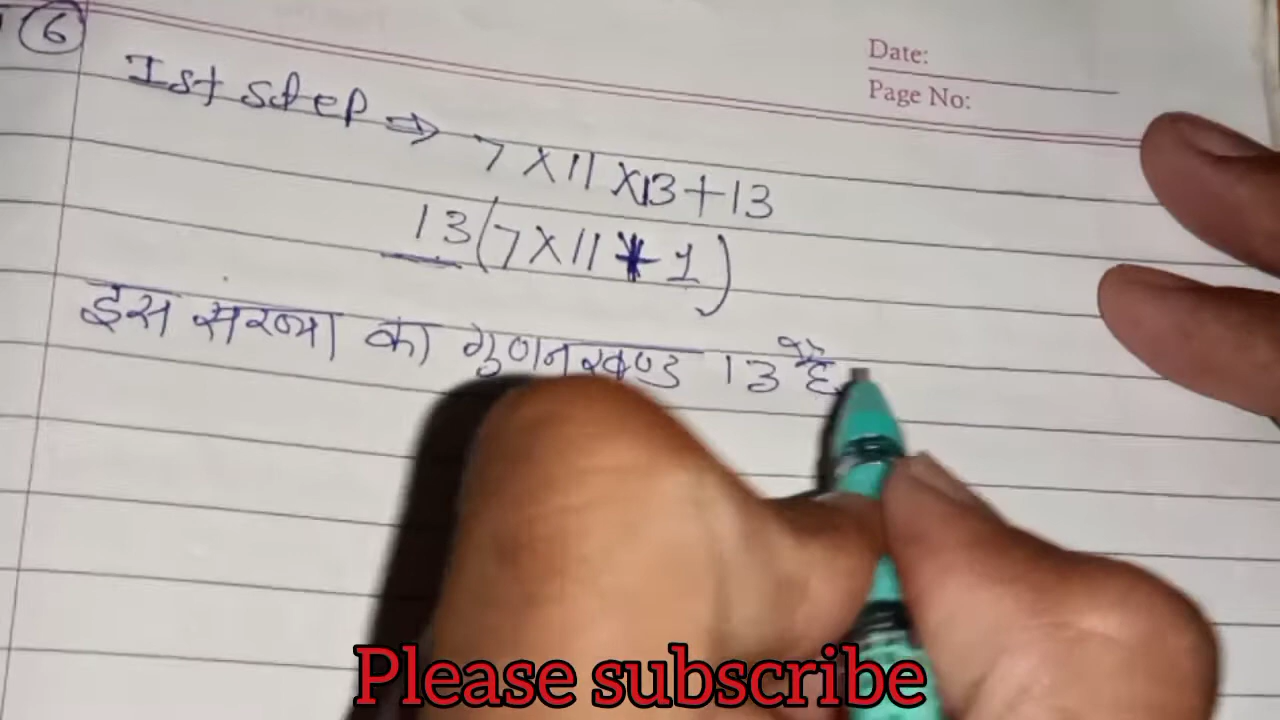 6
Date:
Page No:
Ist step ⇒ 7×11×13+13
13(7×11+1)
इस संख्या का गुणनखण्ड 13 भी है
Please subscribe